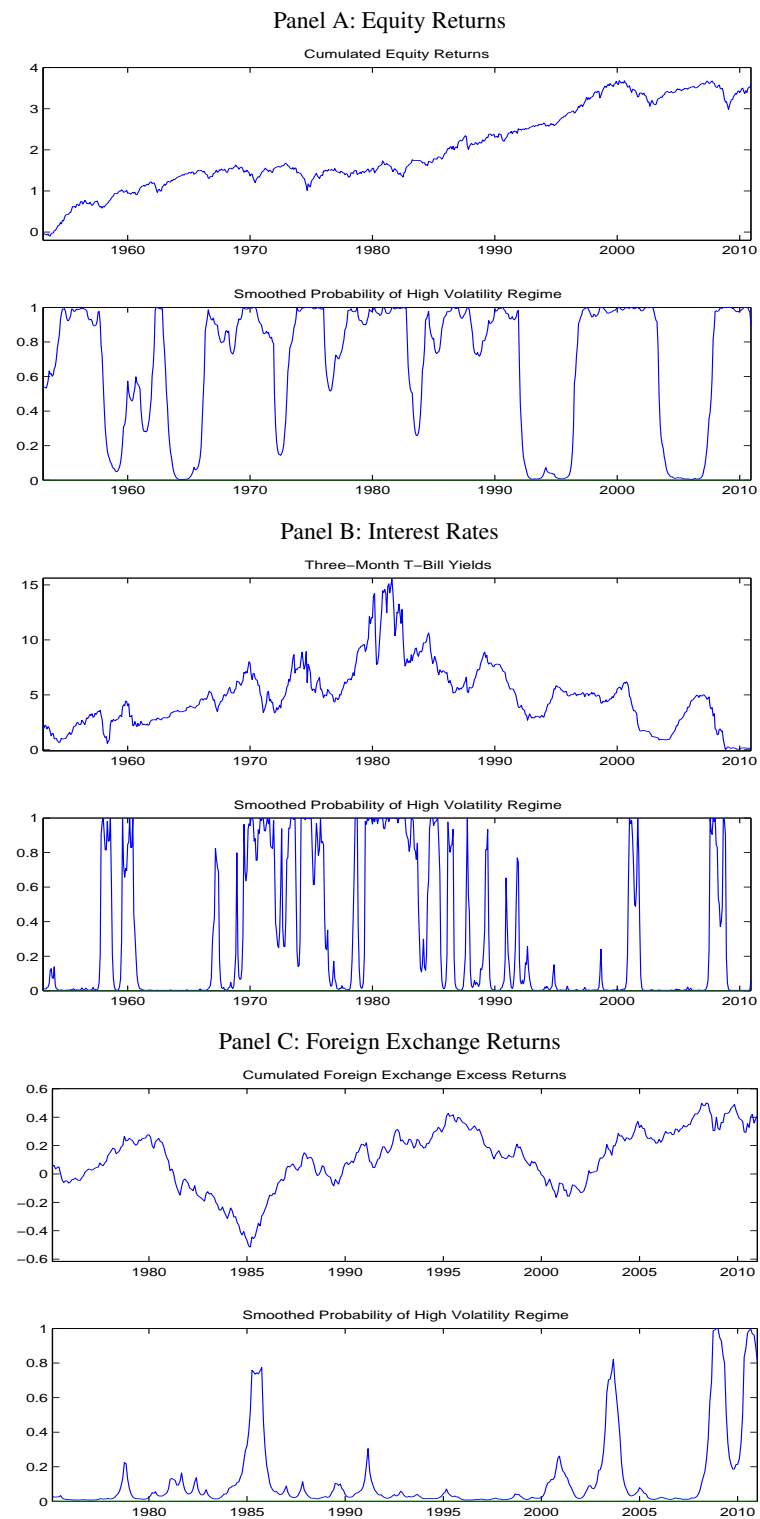 Panel A: Equity Returns
Cumulated Equity Returns
4
3
2
1
0
1960 1970 1980 1990 2000 2010
Smoothed Probability of High Volatility Regime
1
0.8
0.6
0.4
0.2
0
1960 1970 1980 1990 2000 2010
Panel B: Interest Rates
Three−Month T−Bill Yields
15
10
5
0
1960 1970 1980 1990 2000 2010
Smoothed Probability of High Volatility Regime
1
0.8
0.6
0.4
0.2
0
1960 1970 1980 1990 2000 2010
Panel C: Foreign Exchange Returns
Cumulated Foreign Exchange Excess Returns
0.6
0.4
0.2
0
−0.2
−0.4
−0.6
1980 1985 1990 1995 2000 2005 2010
Smoothed Probability of High Volatility Regime
1
0.8
0.6
0.4
0.2
0
1980 1985 1990 1995 2000 2005 2010